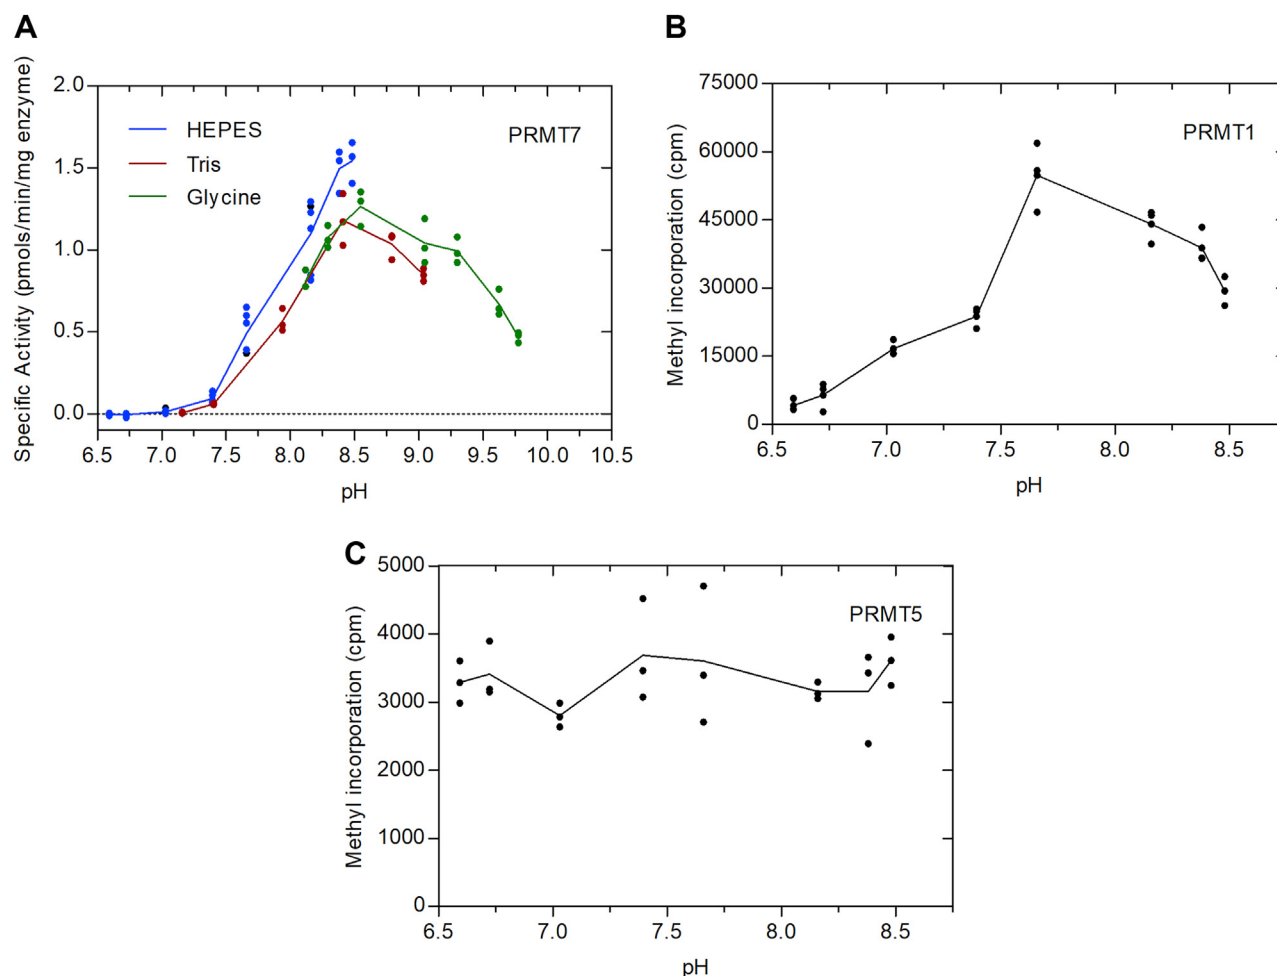 A
Specific Activity (pmols/min/mg enzyme)
2.0
1.5
1.0
0.5
0.0
HEPES
Tris
Glycine
PRMT7
6.5 7.0 7.5 8.0 8.5 9.0 9.5 10.0 10.5
pH
B
Methyl incorporation (cpm)
75000
60000
45000
30000
15000
0
PRMT1
6.5 7.0 7.5 8.0 8.5
pH
C
Methyl incorporation (cpm)
5000
4000
3000
2000
1000
0
PRMT5
6.5 7.0 7.5 8.0 8.5
pH